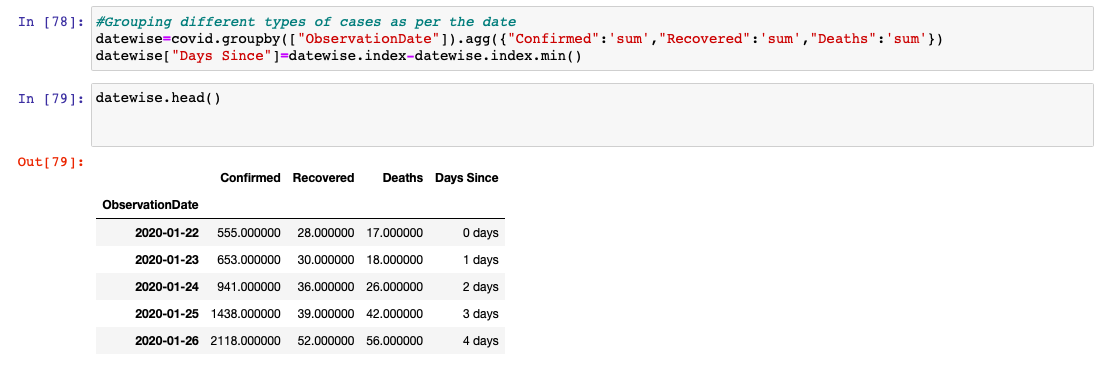 In [78]: #Grouping different types of cases as per the date
datewise=covid.groupby(["ObservationDate"]).agg({"Confirmed":'sum',"Recovered":'sum',"Deaths":'sum'})
datewise["Days Since"]=datewise.index-datewise.index.min()
In [79]: datewise.head()
Out[79]:
Confirmed Recovered Deaths Days Since
ObservationDate
2020-01-22 555.000000 28.000000 17.000000 0 days
2020-01-23 653.000000 30.000000 18.000000 1 days
2020-01-24 941.000000 36.000000 26.000000 2 days
2020-01-25 1438.000000 39.000000 42.000000 3 days
2020-01-26 2118.000000 52.000000 56.000000 4 days